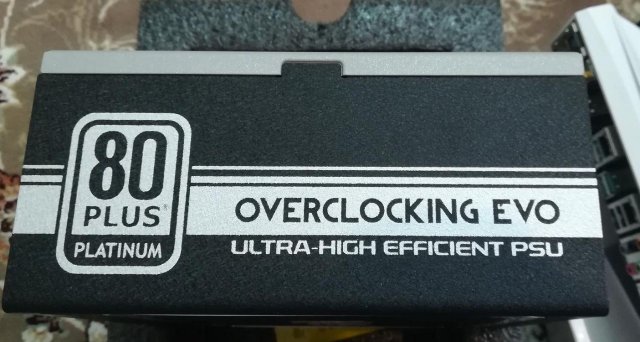 80
PLUS®
PLATINUM
OVERCLOCKING EVO
ULTRA-HIGH EFFICIENT PSU